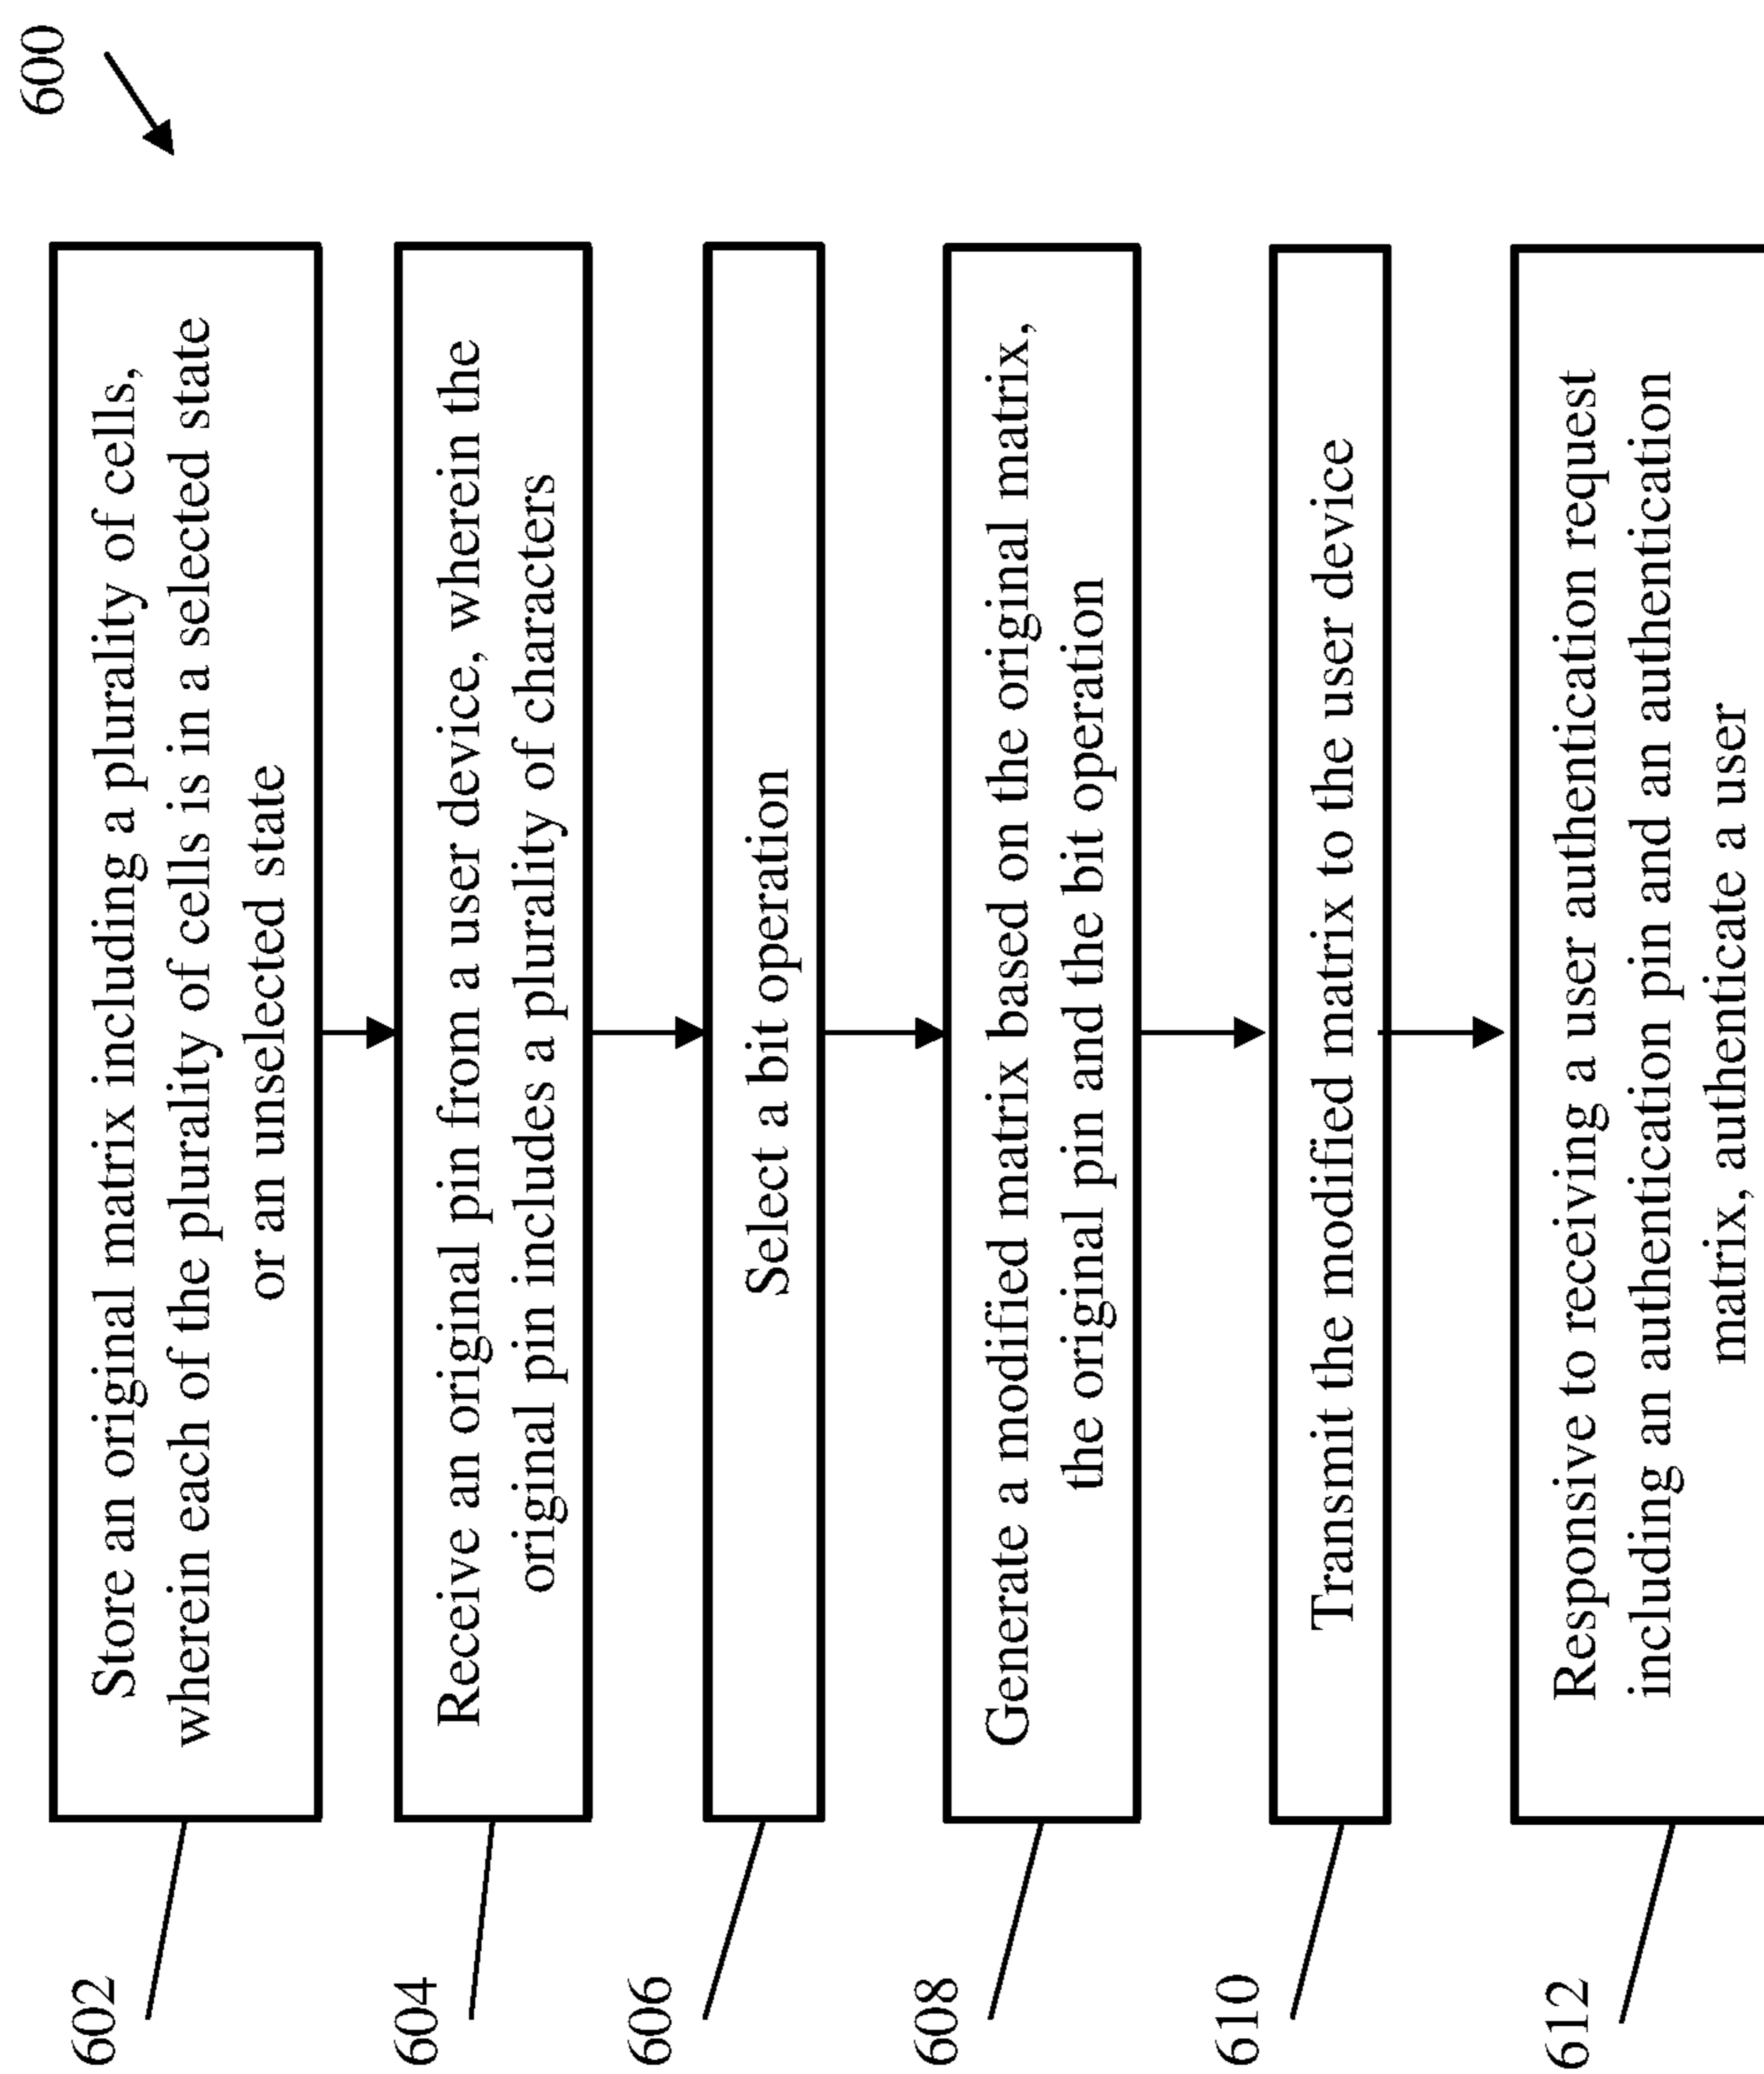 600
602
Store an original matrix including a plurality of cells,
wherein each of the plurality of cells is in a selected state
or an unselected state
604
Receive an original pin from a user device, wherein the
original pin includes a plurality of characters
606
Select a bit operation
608
Generate a modified matrix based on the original matrix,
the original pin and the bit operation
610
Transmit the modified matrix to the user device
612
Responsive to receiving a user authentication request
including an authentication pin and an authentication
matrix, authenticate a user